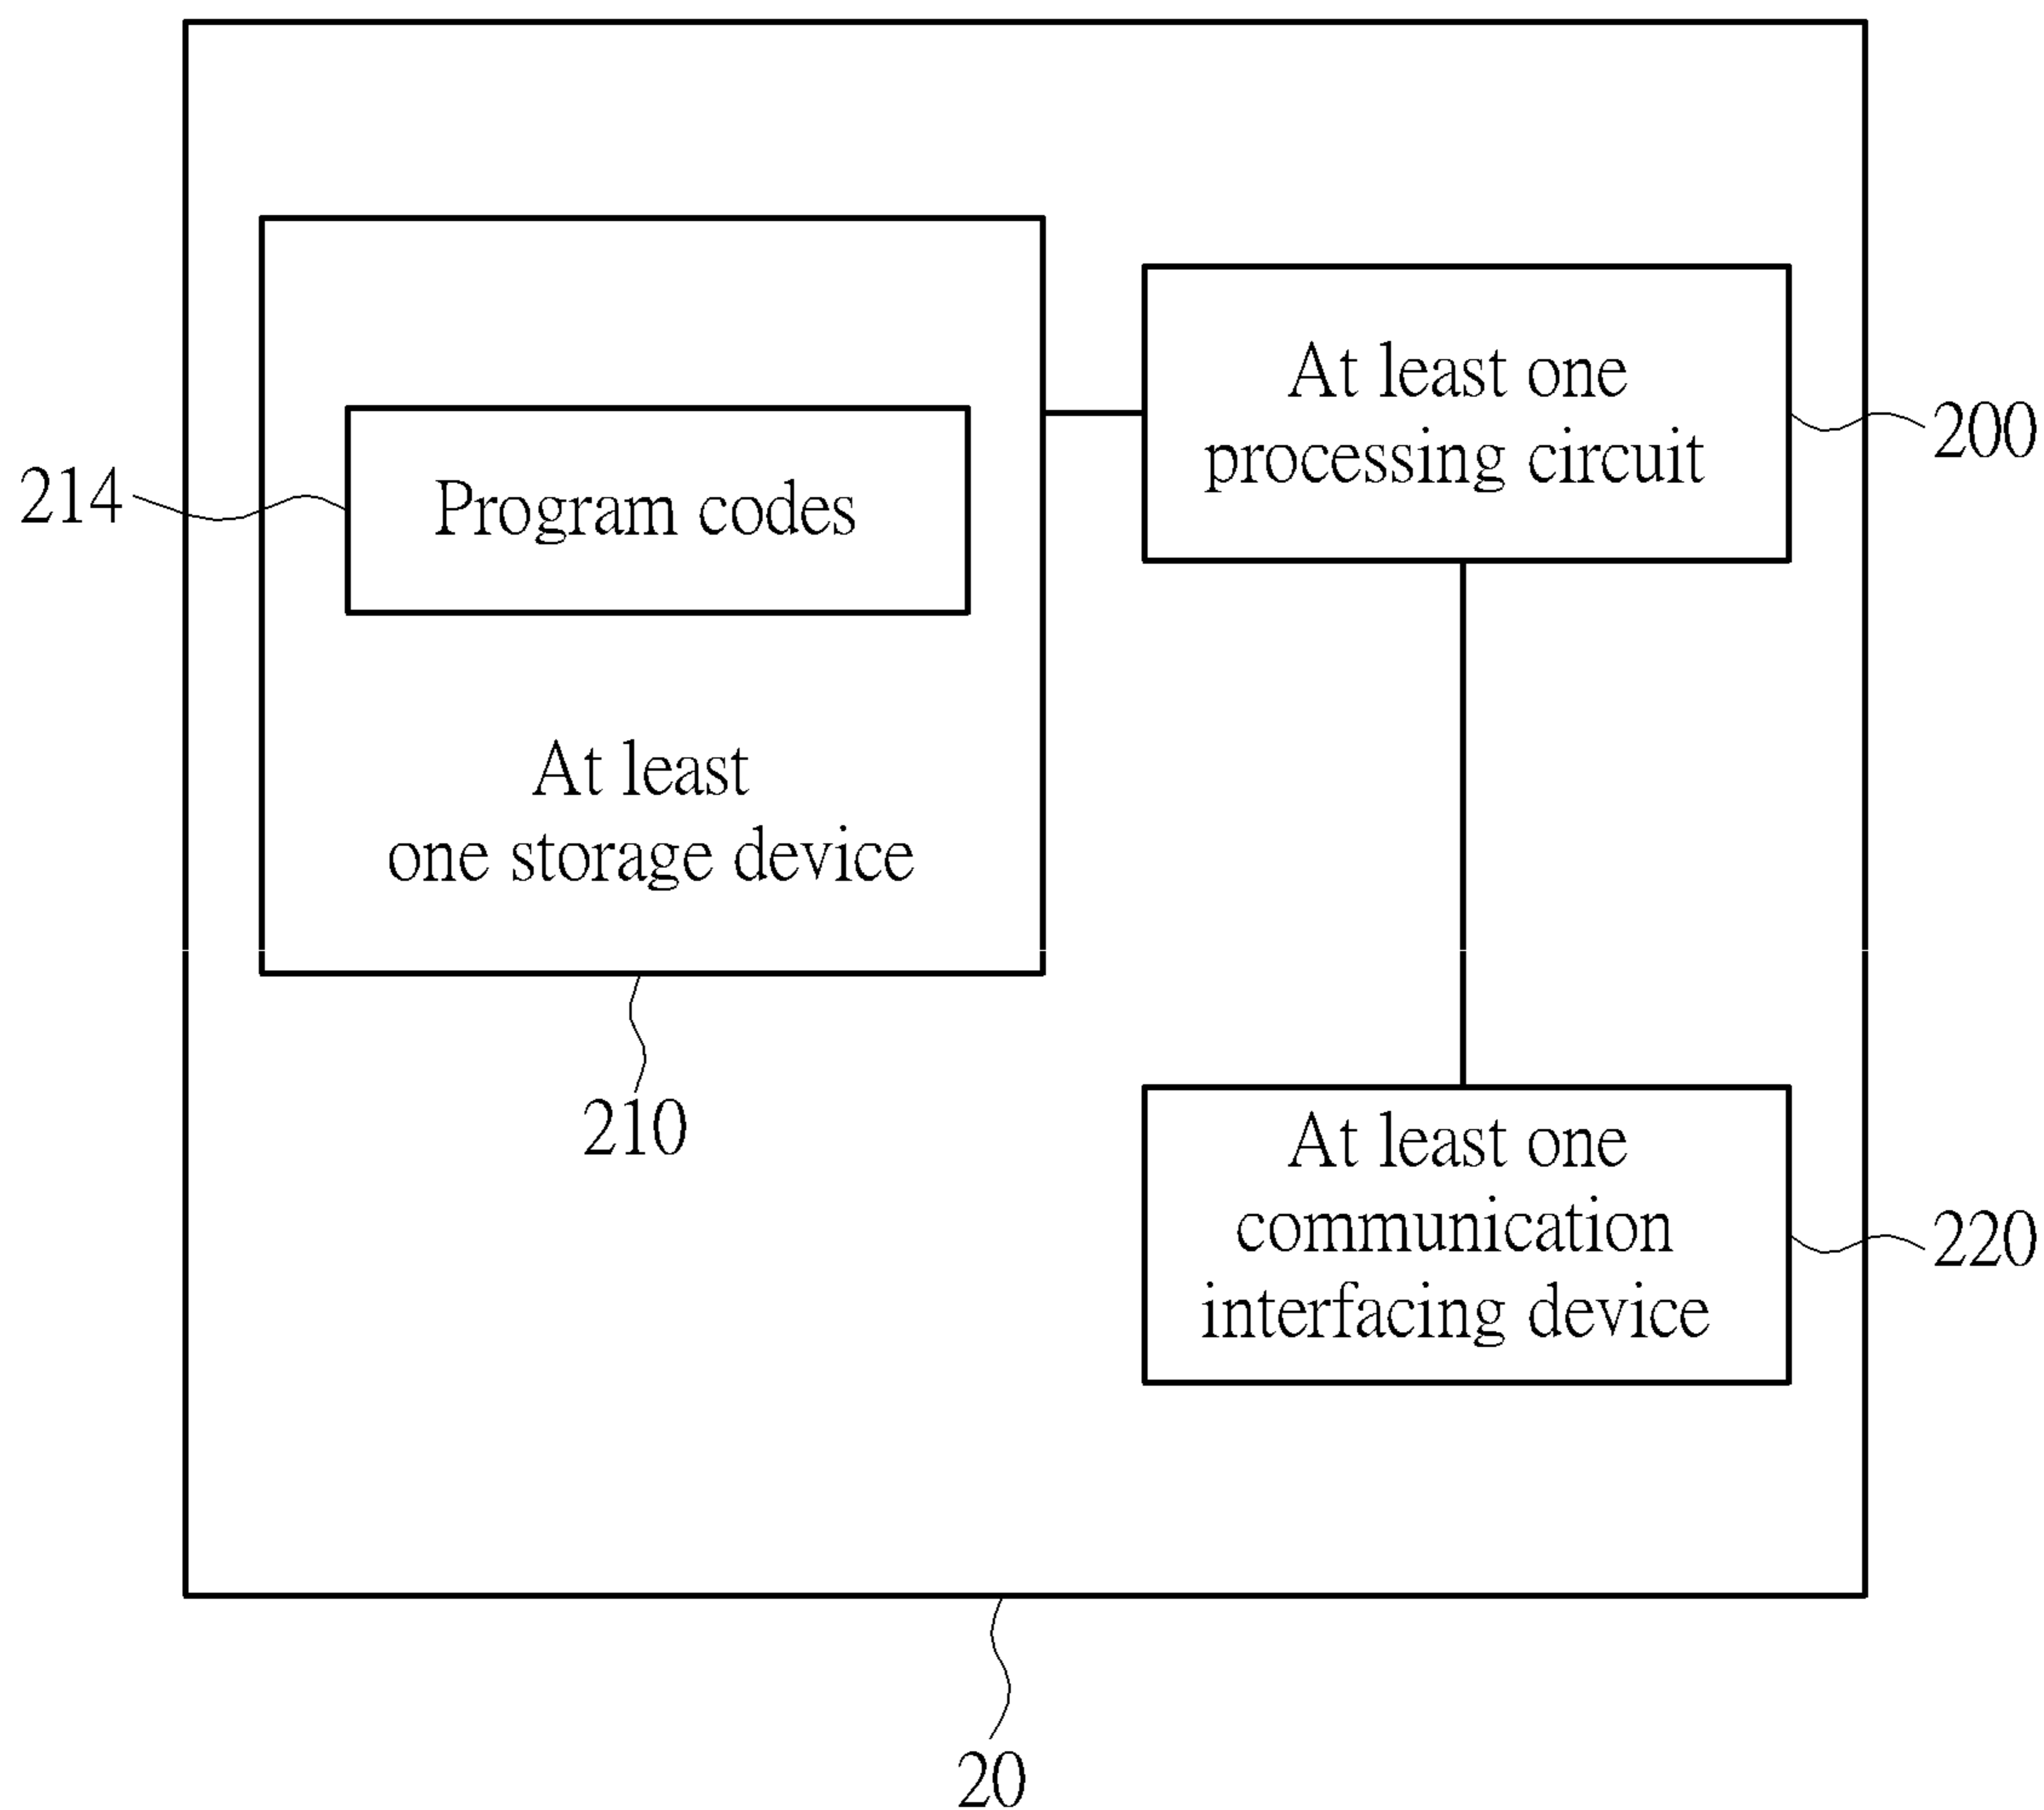 At least one
processing circuit
200
214
Program codes
At least
one storage device
210
At least one
communication
interfacing device
220
20